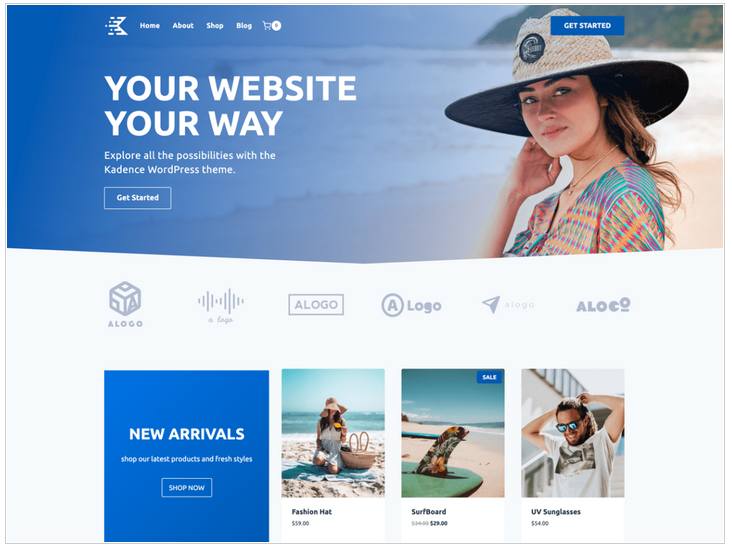 Home About Shop Blog 0 GET STARTED
YOUR WEBSITE
YOUR WAY
Explore all the possibilities with the
Kadence WordPress theme.
Get Started
ALOGO
a logo
ALOGO
A Logo
alogo
ALOGO
NEW ARRIVALS
shop our latest products and fresh styles
SHOP NOW
SALE
Fashion Hat
$59.00
SurfBoard
$34.00 $29.00
UV Sunglasses
$54.00